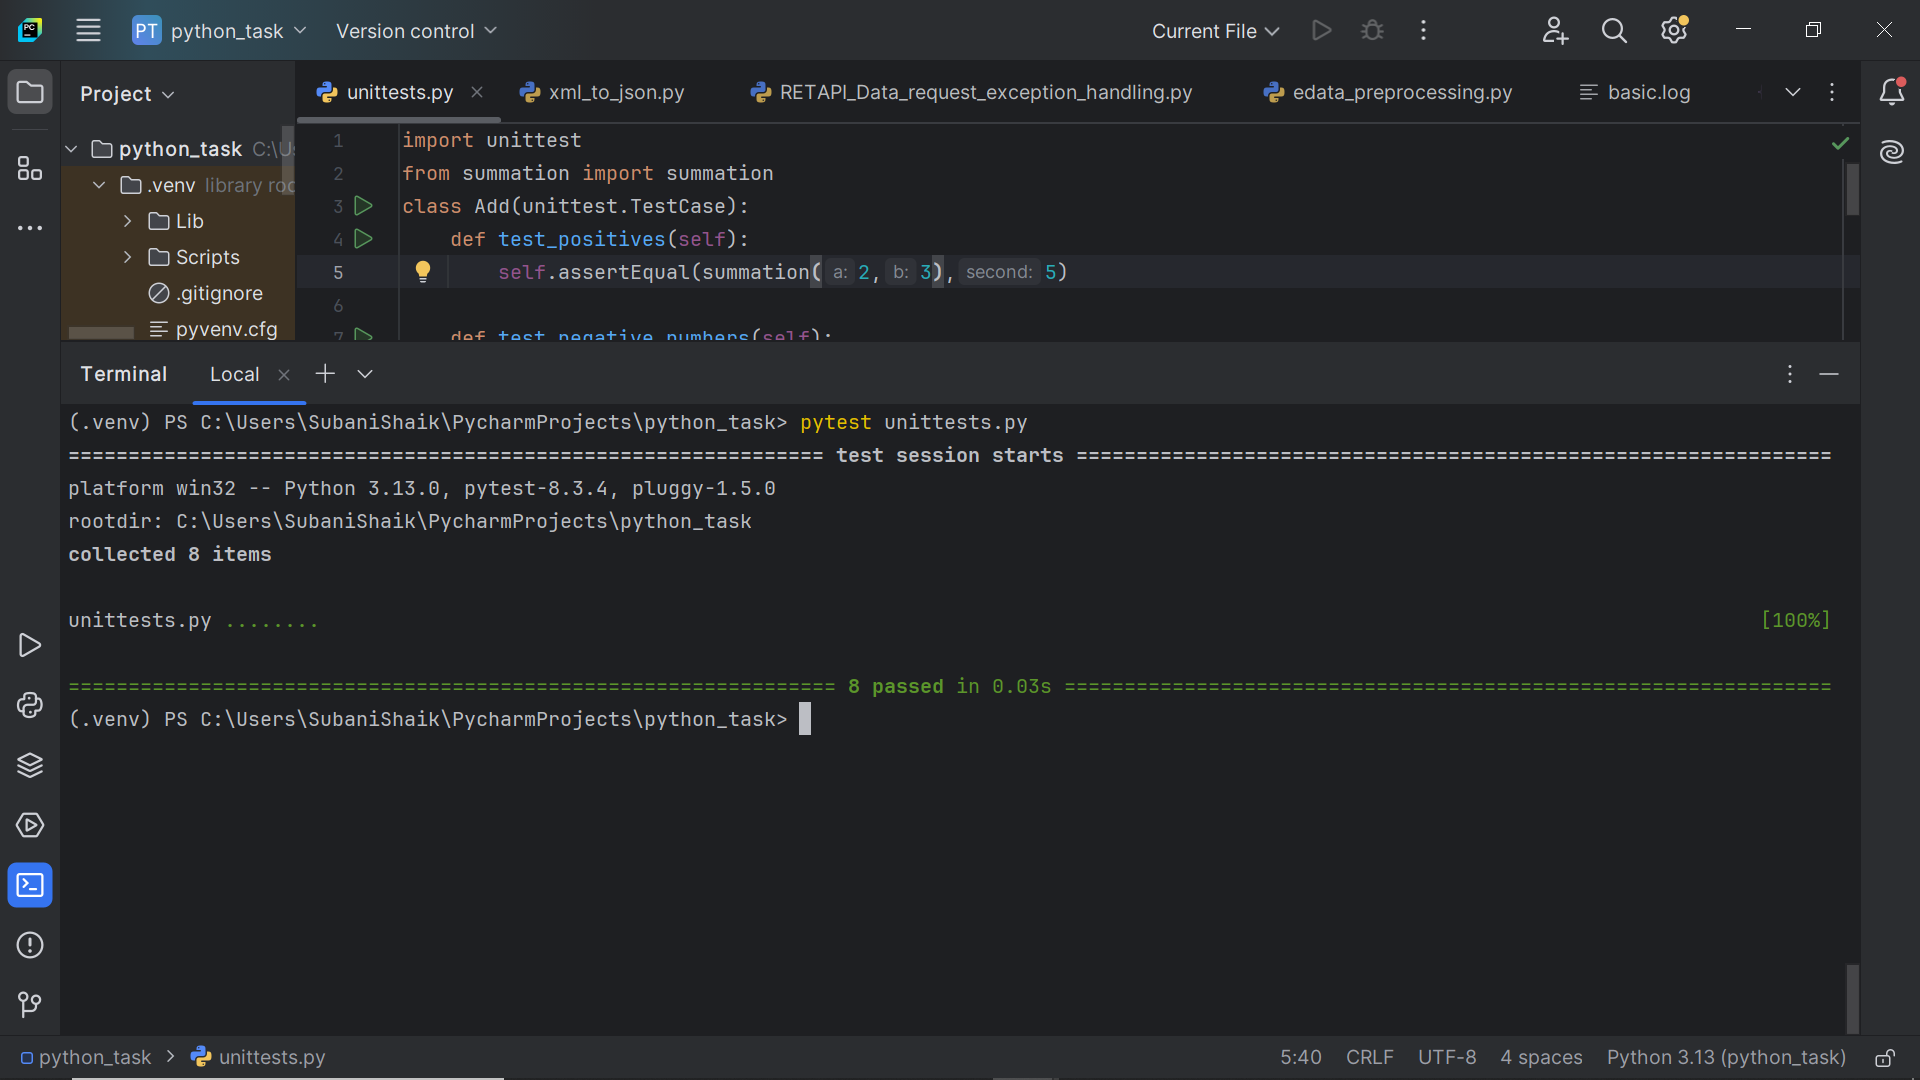 PT python_task Version control Current File
Project
unittests.py xml_to_json.py RETAPI_Data_request_exception_handling.py edata_preprocessing.py basic.log
python_task C:\Us
.venv library roo
Lib
Scripts
.gitignore
pyvenv.cfg
1 import unittest
2 from summation import summation
3 class Add(unittest.TestCase):
4 def test_positives(self):
5 self.assertEqual(summation( a: 2, b: 3), second: 5)
6
7 def test_negative_numbers(self):
Terminal Local
(.venv) PS C:\Users\SubaniShaik\PycharmProjects\python_task> pytest unittests.py
=============================================================== test session starts ===============================================================
platform win32 -- Python 3.13.0, pytest-8.3.4, pluggy-1.5.0
rootdir: C:\Users\SubaniShaik\PycharmProjects\python_task
collected 8 items
unittests.py ........ [100%]
================================================================ 8 passed in 0.03s ================================================================
(.venv) PS C:\Users\SubaniShaik\PycharmProjects\python_task>
python_task > unittests.py 5:40 CRLF UTF-8 4 spaces Python 3.13 (python_task)